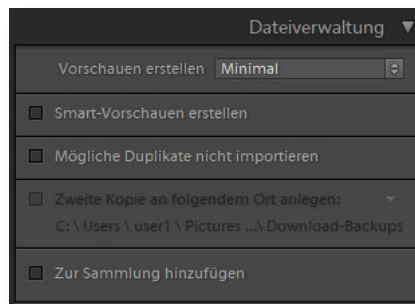 Dateiverwaltung
Vorschauen erstellen Minimal
Smart-Vorschauen erstellen
Mögliche Duplikate nicht importieren
Zweite Kopie an folgendem Ort anlegen:
C: \ Users \ user1 \ Pictures ...\ Download-Backups
Zur Sammlung hinzufügen